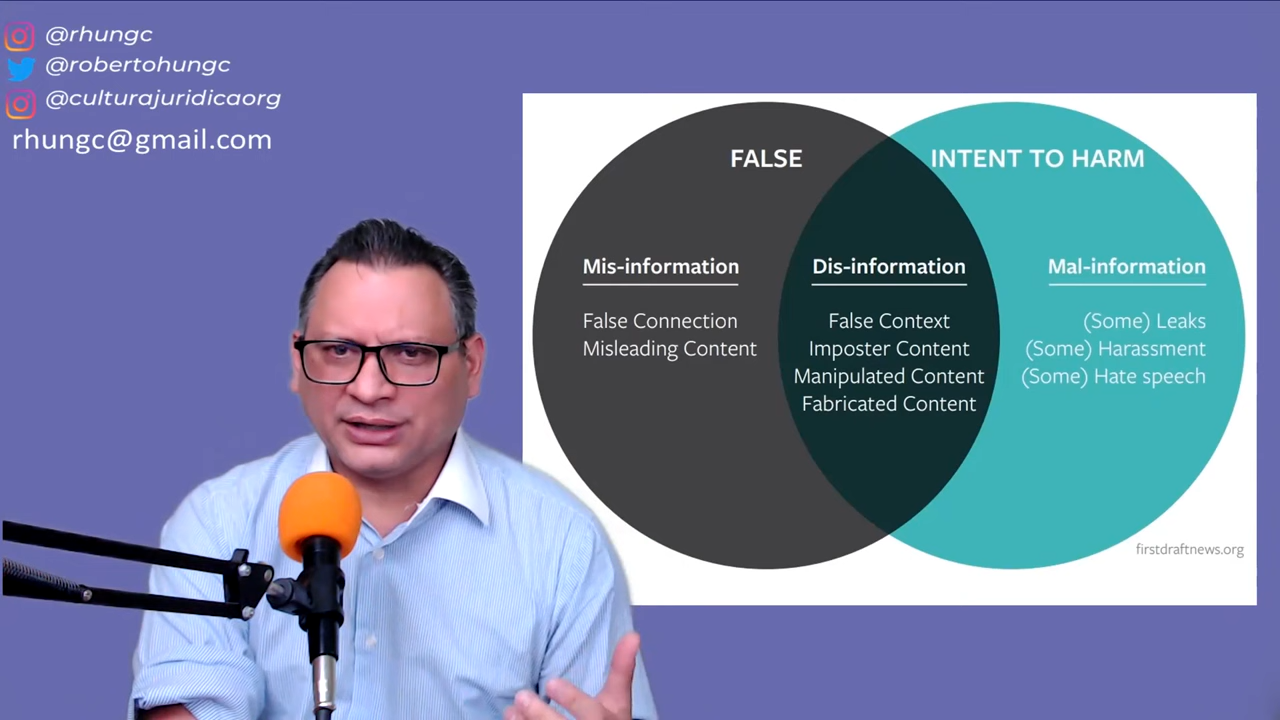 @rhungc
@robertohungc
@culturajuridicaorg
rhungc@gmail.com
FALSE
INTENT TO HARM
Mis-information
False Connection
Misleading Content
Dis-information
False Context
Imposter Content
Manipulated Content
Fabricated Content
Mal-information
(Some) Leaks
(Some) Harassment
(Some) Hate speech
firstdraftnews.org